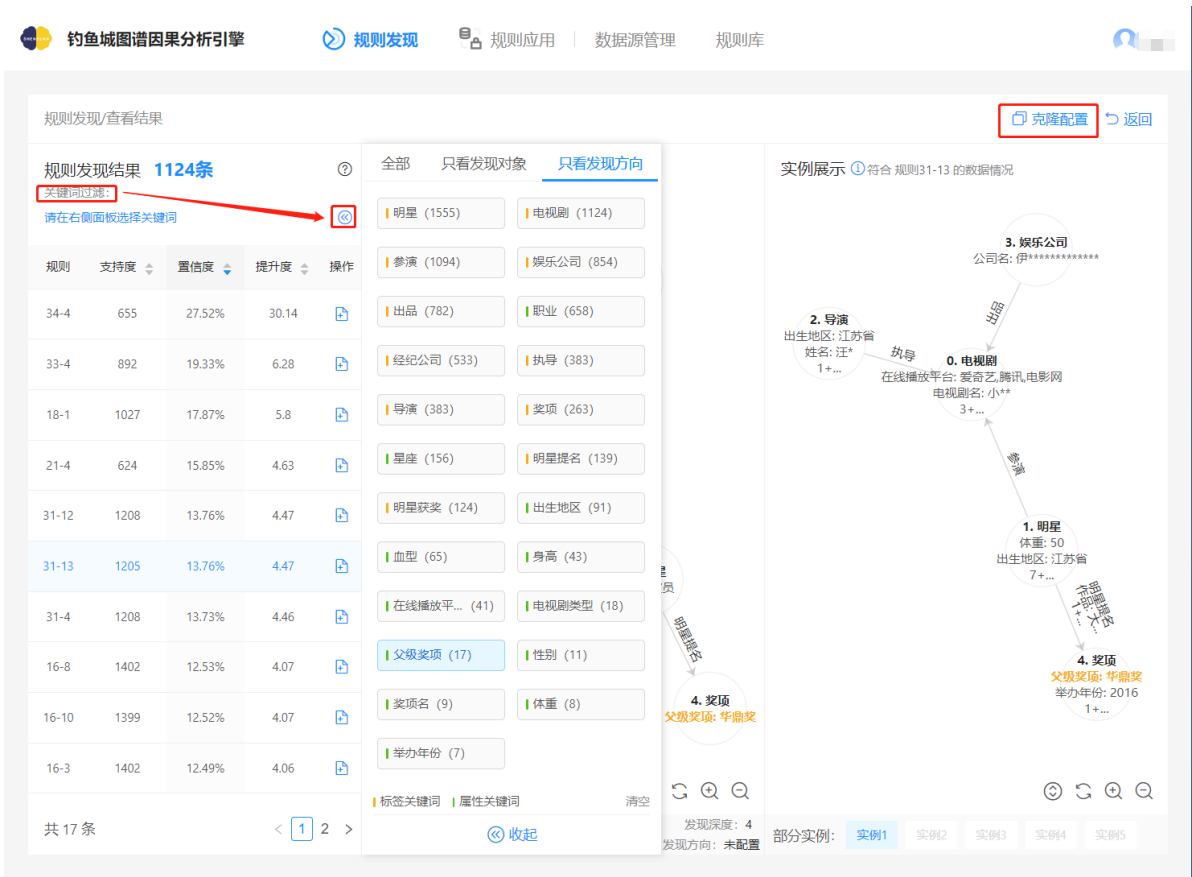 钓鱼城图谱因果分析引擎
规则发现
规则应用
数据源管理
规则库
规则发现/查看结果
克隆配置
返回
规则发现结果 1124条
关键词过滤:
请在右侧面板选择关键词
规则 支持度 置信度 提升度 操作
34-4 655 27.52% 30.14
33-4 892 19.33% 6.28
18-1 1027 17.87% 5.8
21-4 624 15.85% 4.63
31-12 1208 13.76% 4.47
31-13 1205 13.76% 4.47
31-4 1208 13.73% 4.46
16-8 1402 12.53% 4.07
16-10 1399 12.52% 4.07
16-3 1402 12.49% 4.06
共 17 条
< 1 2 >
全部 只看发现对象 只看发现方向
明星 (1555) 电视剧 (1124)
参演 (1094) 娱乐公司 (854)
出品 (782) 职业 (658)
经纪公司 (533) 执导 (383)
导演 (383) 奖项 (263)
星座 (156) 明星提名 (139)
明星获奖 (124) 出生地区 (91)
血型 (65) 身高 (43)
在线播放平... (41) 电视剧类型 (18)
父级奖项 (17) 性别 (11)
奖项名 (9) 体重 (8)
举办年份 (7)
标签关键词 属性关键词 清空
收起
员
明星提名
4. 奖项
父级奖项: 华鼎奖
发现深度: 4
发现方向: 未配置
实例展示 符合 规则31-13 的数据情况
3. 娱乐公司
公司名: 伊*************
出品
2. 导演
出生地区: 江苏省
姓名: 汪*
1+...
执导
0. 电视剧
在线播放平台: 爱奇艺,腾讯,电影网
电视剧名: 小**
3+...
参演
1. 明星
体重: 50
出生地区: 江苏省
7+...
明星提名
作品: 大...
1+...
4. 奖项
父级奖项: 华鼎奖
举办年份: 2016
1+...
部分实例: 实例1 实例2 实例3 实例4 实例5